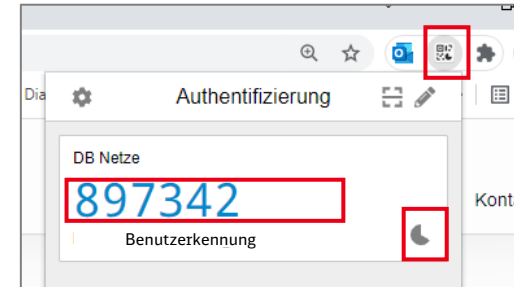 Dia
Authentifizierung
DB Netze
897342
Benutzerkennung
Konta